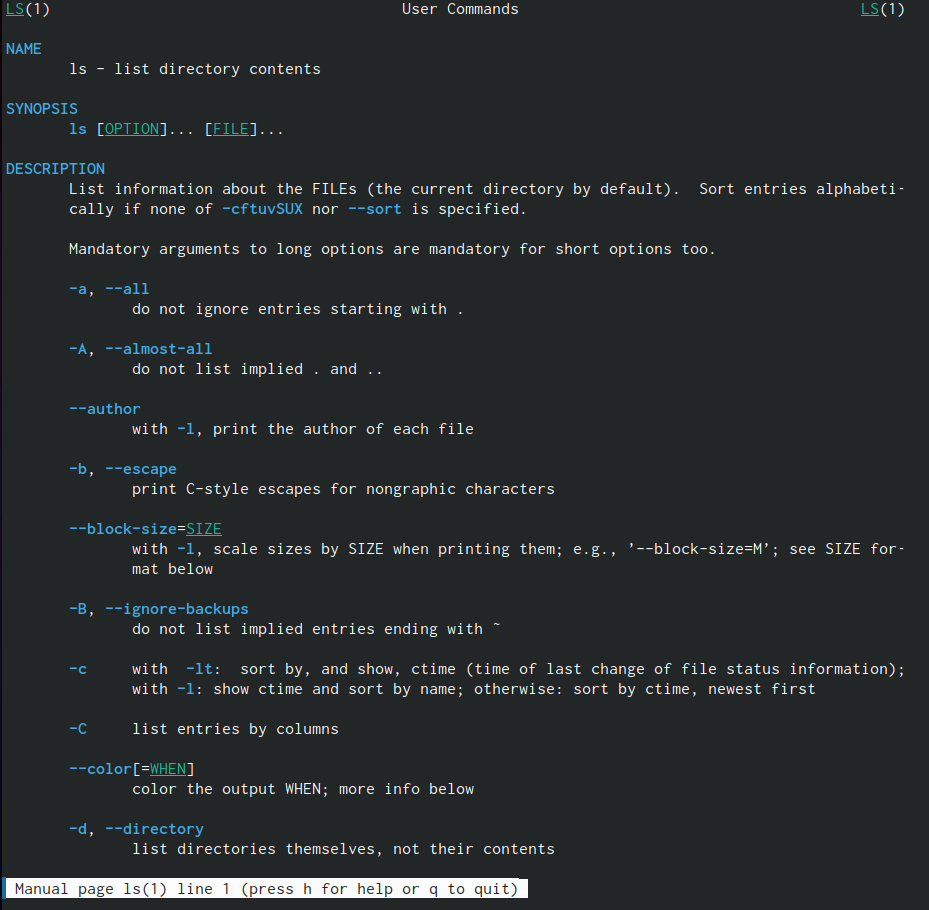 LS(1) User Commands LS(1)
NAME
ls - list directory contents
SYNOPSIS
ls [OPTION]... [FILE]...
DESCRIPTION
List information about the FILEs (the current directory by default). Sort entries alphabeti-
cally if none of -cftuvSUX nor --sort is specified.
Mandatory arguments to long options are mandatory for short options too.
-a, --all
do not ignore entries starting with .
-A, --almost-all
do not list implied . and ..
--author
with -l, print the author of each file
-b, --escape
print C-style escapes for nongraphic characters
--block-size=SIZE
with -l, scale sizes by SIZE when printing them; e.g., ’--block-size=M’; see SIZE for-
mat below
-B, --ignore-backups
do not list implied entries ending with ~
-c with -lt: sort by, and show, ctime (time of last change of file status information);
with -l: show ctime and sort by name; otherwise: sort by ctime, newest first
-C list entries by columns
--color[=WHEN]
color the output WHEN; more info below
-d, --directory
list directories themselves, not their contents
Manual page ls(1) line 1 (press h for help or q to quit)